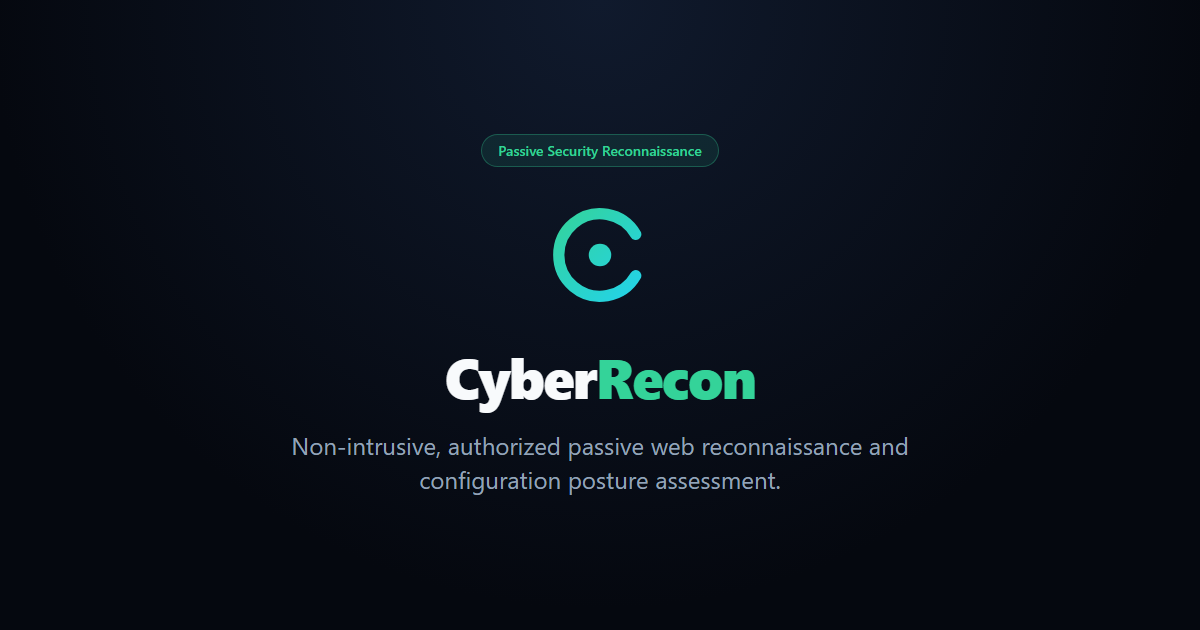 Passive Security Reconnaissance
CyberRecon
Non-intrusive, authorized passive web reconnaissance and
configuration posture assessment.